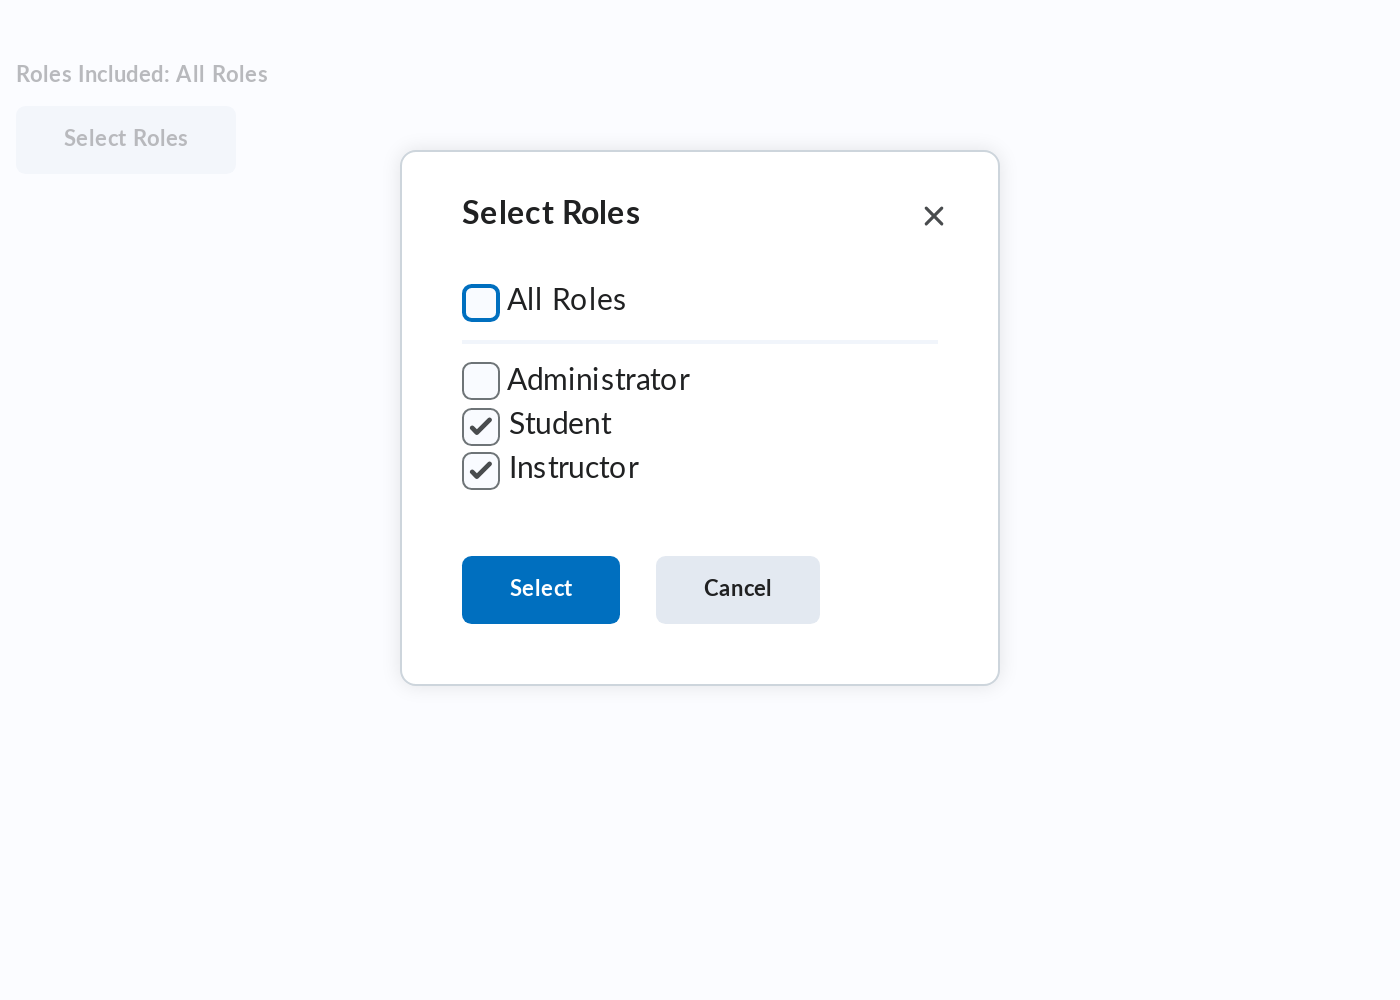 Roles Included: All Roles
Select Roles
Select Roles
All Roles
Administrator
Student
Instructor
Select
Cancel